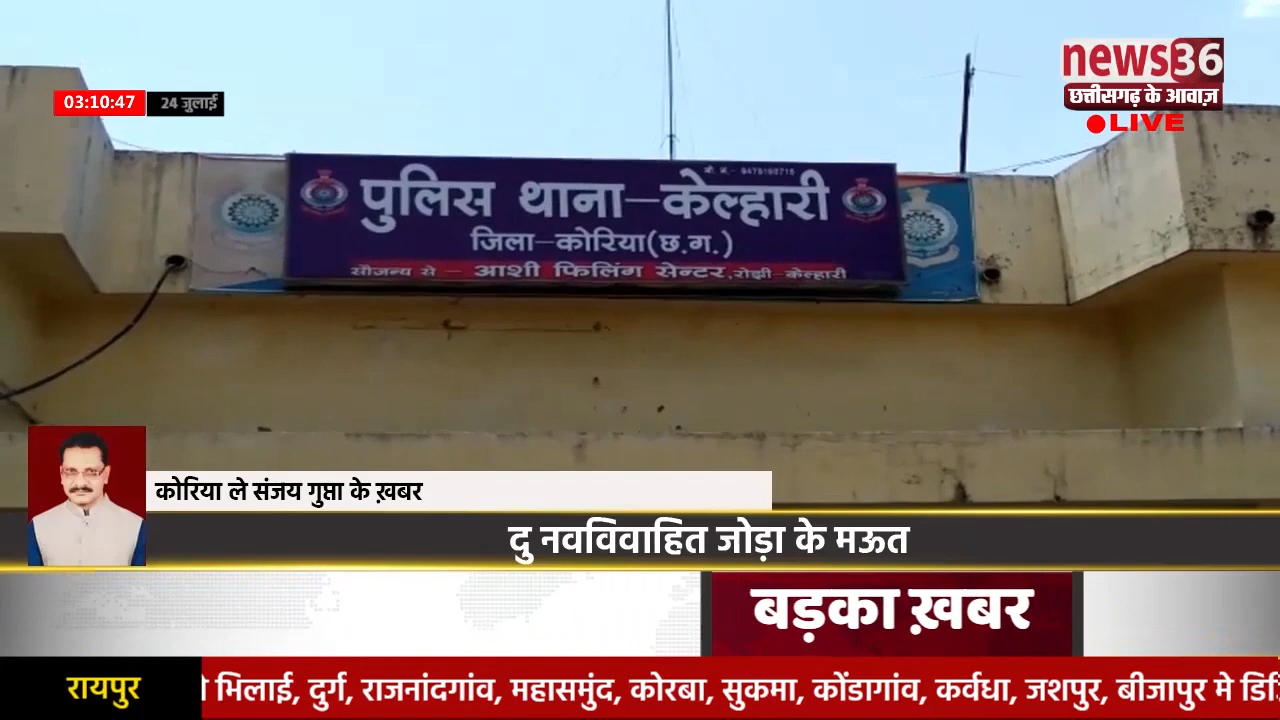 news36
छत्तीसगढ़ के आवाज़
LIVE
03:10:47
24 जुलाई
पुलिस थाना-केल्हारी
जिला-कोरिया(छ.ग.)
सौजन्य से - आशी फिलिंग सेन्टर, रोझी-केल्हारी
कोरिया ले संजय गुप्ता के ख़बर
दु नवविवाहित जोड़ा के मऊत
बड़का ख़बर
रायपुर
भिलाई, दुर्ग, राजनांदगांव, महासमुंद, कोरबा, सुकमा, कोंडागांव, कर्वधा, जशपुर, बीजापुर मे